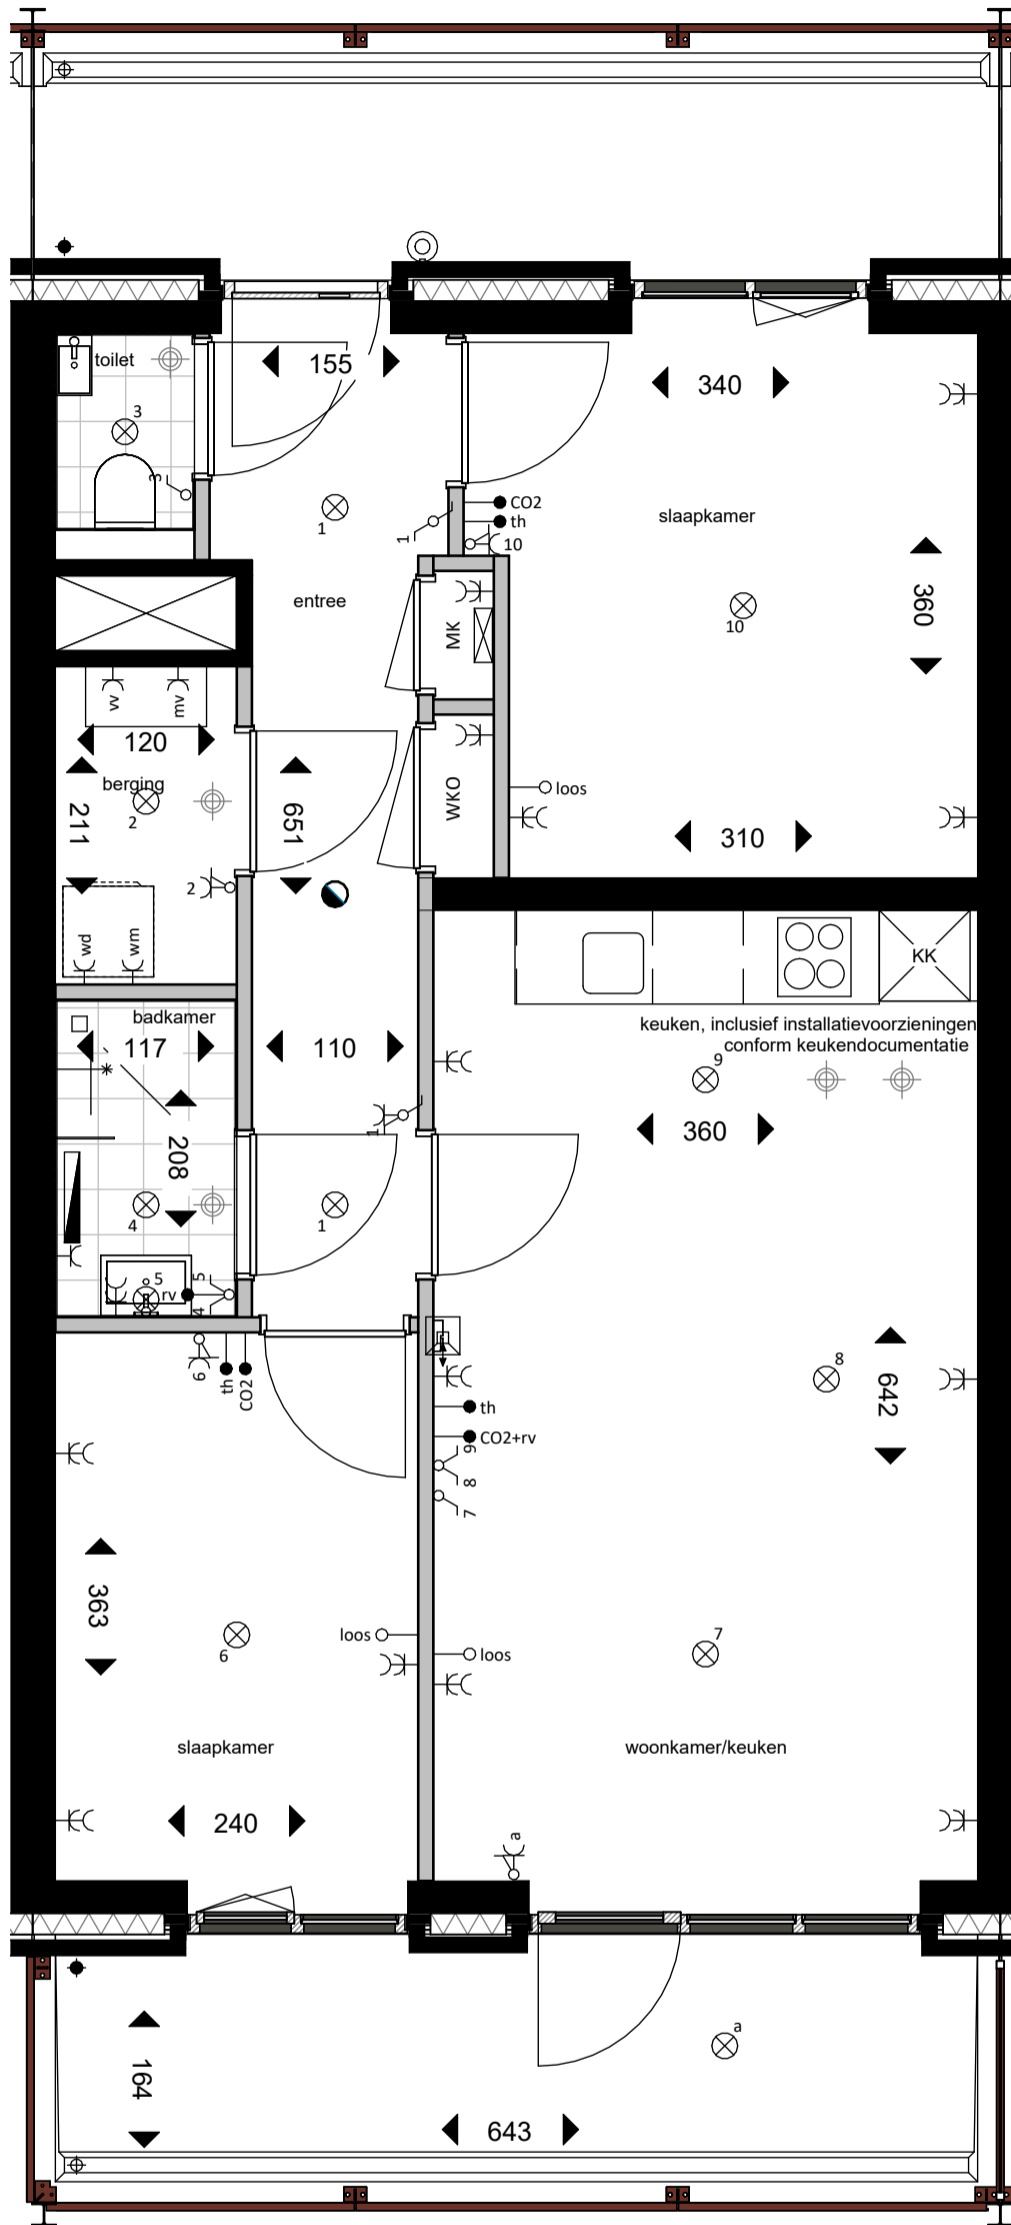 toilet
155
340
3
3
CO2
th
10
1
1
slaapkamer
360
entree
10
MK
vv
mv
120
berging
2
211
651
WKO
loos
310
2
wp
wm
KK
badkamer
117
110
keuken, inclusief installatievoorzieningen
conform keukendocumentatie
9
360
1
208
4
1
5
rv
5
4
6
th
CO2
8
642
th
CO2+rv
9
8
7
363
6
loos
loos
7
slaapkamer
woonkamer/keuken
240
a
a
164
643